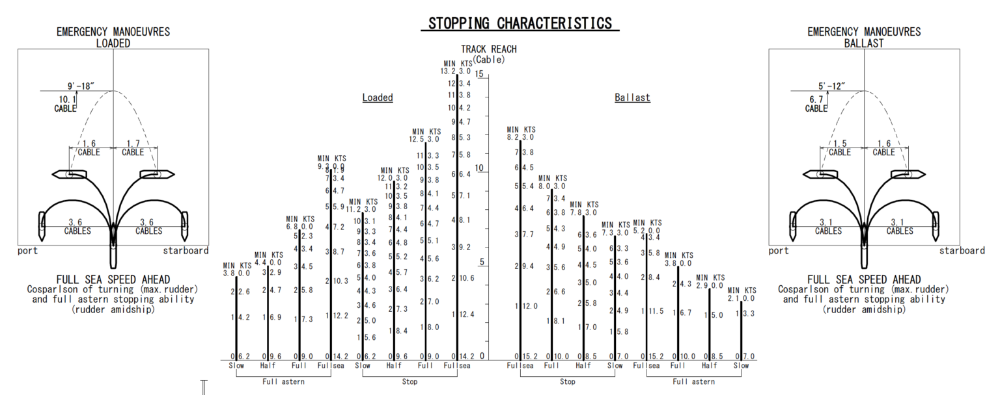 STOPPING CHARACTERISTICS
EMERGENCY MANOEUVRES
LOADED
9'-18"
10.1
CABLE
1.6
CABLE
1.7
CABLE
3.6
CABLES
3.6
CABLES
port
starboard
FULL SEA SPEED AHEAD
Cosparlson of turning (max.rudder)
and full astern stopping ability
(rudder amidship)
TRACK REACH
(Cable)
15
10
5
0
Loaded
MIN KTS
3.8 0.0
2 2.6
1 4.2
0 6.2
Slow
MIN KTS
4.4 0.0
3 2.9
2 4.7
1 6.9
0 9.6
Half
MIN KTS
6.8 0.0
5 2.3
4 3.4
3 4.5
2 5.8
1 7.3
0 9.0
Full
MIN KTS
9.3 0.0
8 1.9
7 3.4
6 4.7
5 5.9
4 7.2
3 8.7
2 10.3
1 12.2
0 14.2
Fullsea
Full astern
MIN KTS
11.2 3.0
10 3.1
9 3.3
8 3.4
7 3.6
6 3.8
5 4.0
4 4.3
3 4.6
2 5.0
1 5.6
0 6.2
Slow
MIN KTS
12.0 3.0
11 3.2
10 3.5
9 3.8
8 4.1
7 4.4
6 4.8
5 5.2
4 5.7
3 6.4
2 7.3
1 8.4
0 9.6
Half
MIN KTS
12.5 3.0
11 3.3
10 3.5
9 3.8
8 4.1
7 4.4
6 4.7
5 5.1
4 5.6
3 6.2
2 7.0
1 8.0
0 9.0
Full
MIN KTS
13.2 3.0
12 3.4
11 3.8
10 4.2
9 4.7
8 5.3
7 5.8
6 6.4
5 7.1
4 8.1
3 9.2
2 10.6
1 12.4
0 14.2
Fullsea
Stop
Ballast
MIN KTS
8.2 3.0
7 3.8
6 4.5
5 5.4
4 6.4
3 7.7
2 9.4
1 12.0
0 15.2
Fullsea
MIN KTS
8.0 3.0
7 3.4
6 3.8
5 4.3
4 4.9
3 5.6
2 6.6
1 8.1
0 10.0
Full
MIN KTS
7.8 3.0
6 3.6
5 4.0
4 4.5
3 5.0
2 5.8
1 7.0
0 8.5
Half
MIN KTS
7.3 3.0
6 3.3
5 3.6
4 4.0
3 4.4
2 4.9
1 5.8
0 7.0
Slow
Stop
MIN KTS
5.2 0.0
4 3.4
3 5.8
2 8.4
1 11.5
0 15.2
Fullsea
MIN KTS
3.8 0.0
2 4.3
1 6.7
0 10.0
Full
MIN KTS
2.9 0.0
1 5.0
0 8.5
Half
MIN KTS
2.1 0.0
1 3.3
0 7.0
Slow
Full astern
EMERGENCY MANOEUVRES
BALLAST
5'-12"
6.7
CABLE
1.5
CABLE
1.6
CABLE
3.1
CABLES
3.1
CABLES
port
starboard
FULL SEA SPEED AHEAD
Cosparlson of turning (max.rudder)
and full astern stopping ability
(rudder amidship)